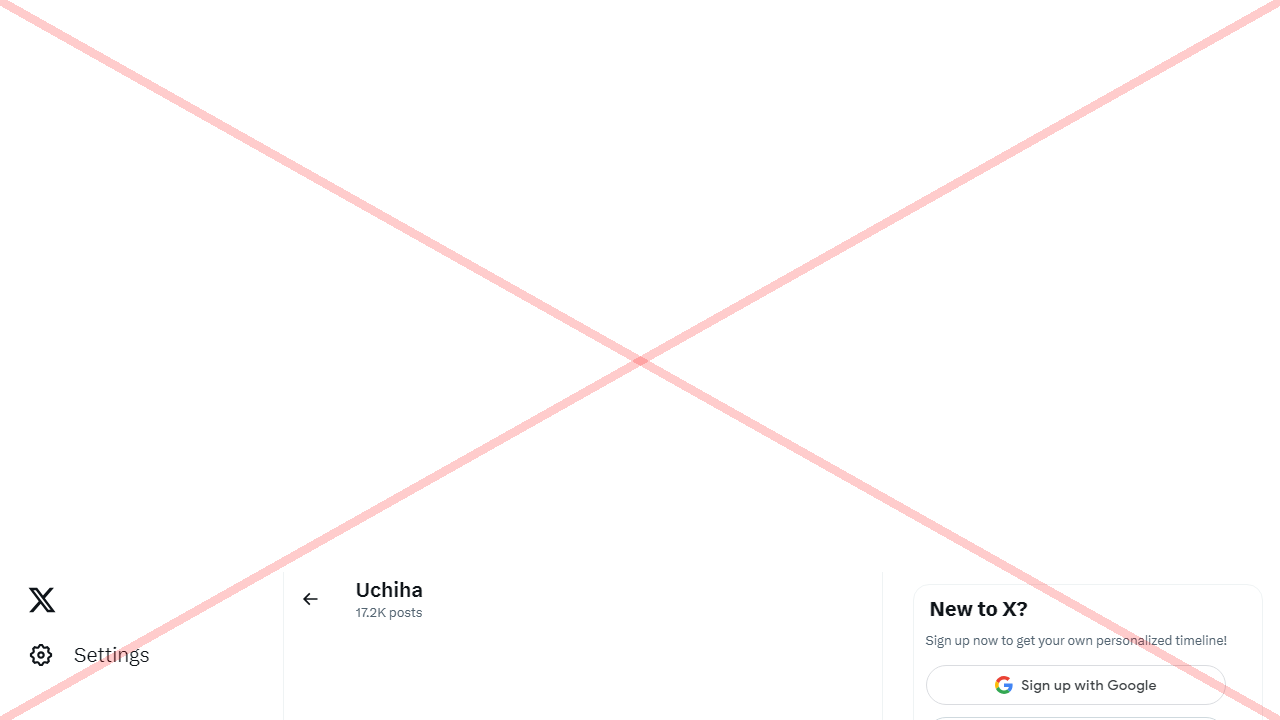 Uchiha
17.2K posts
Settings
New to X?
Sign up now to get your own personalized timeline!
Sign up with Google